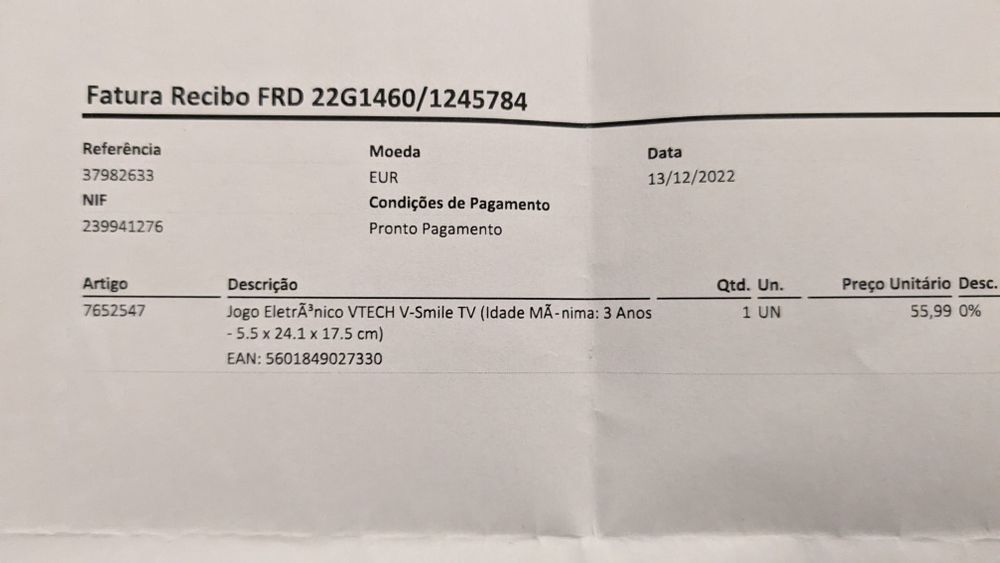 Fatura Recibo FRD 22G1460/1245784
Referência Moeda Data
37982633 EUR 13/12/2022
NIF Condições de Pagamento
239941276 Pronto Pagamento
Artigo Descrição Qtd. Un. Preço Unitário Desc.
7652547 Jogo EletrÃ³nico VTECH V-Smile TV (Idade MÃ-nima: 3 Anos 1 UN 55,99 0%
- 5.5 x 24.1 x 17.5 cm)
EAN: 5601849027330